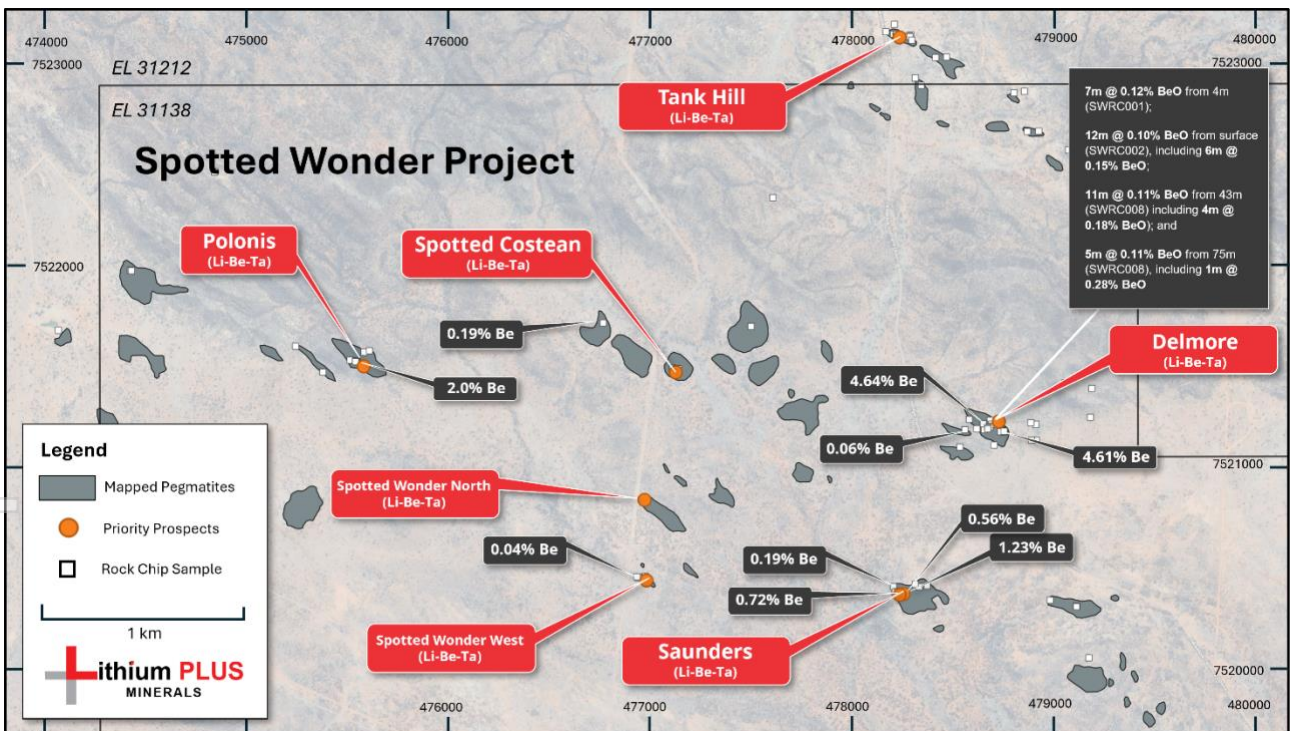 474000
475000
476000
477000
478000
479000
480000
7523000
7523000
EL 31212
EL 31138
Spotted Wonder Project
Tank Hill
(Li-Be-Ta)
7m @ 0.12% BeO from 4m
(SWRC001);
12m @ 0.10% BeO from surface
(SWRC002), including 6m @
0.15% BeO;
11m @ 0.11% BeO from 43m
(SWRC008) including 4m @
0.18% BeO); and
5m @ 0.11% BeO from 75m
(SWRC008), including 1m @
0.28% BeO
Polonis
(Li-Be-Ta)
Spotted Costean
(Li-Be-Ta)
7522000
0.19% Be
2.0% Be
Delmore
(Li-Be-Ta)
4.64% Be
0.06% Be
4.61% Be
7521000
Spotted Wonder North
(Li-Be-Ta)
0.04% Be
0.56% Be
1.23% Be
0.19% Be
0.72% Be
Spotted Wonder West
(Li-Be-Ta)
Saunders
(Li-Be-Ta)
7520000
Legend
Mapped Pegmatites
Priority Prospects
Rock Chip Sample
1 km
Lithium PLUS
MINERALS
476000
477000
478000
479000
480000